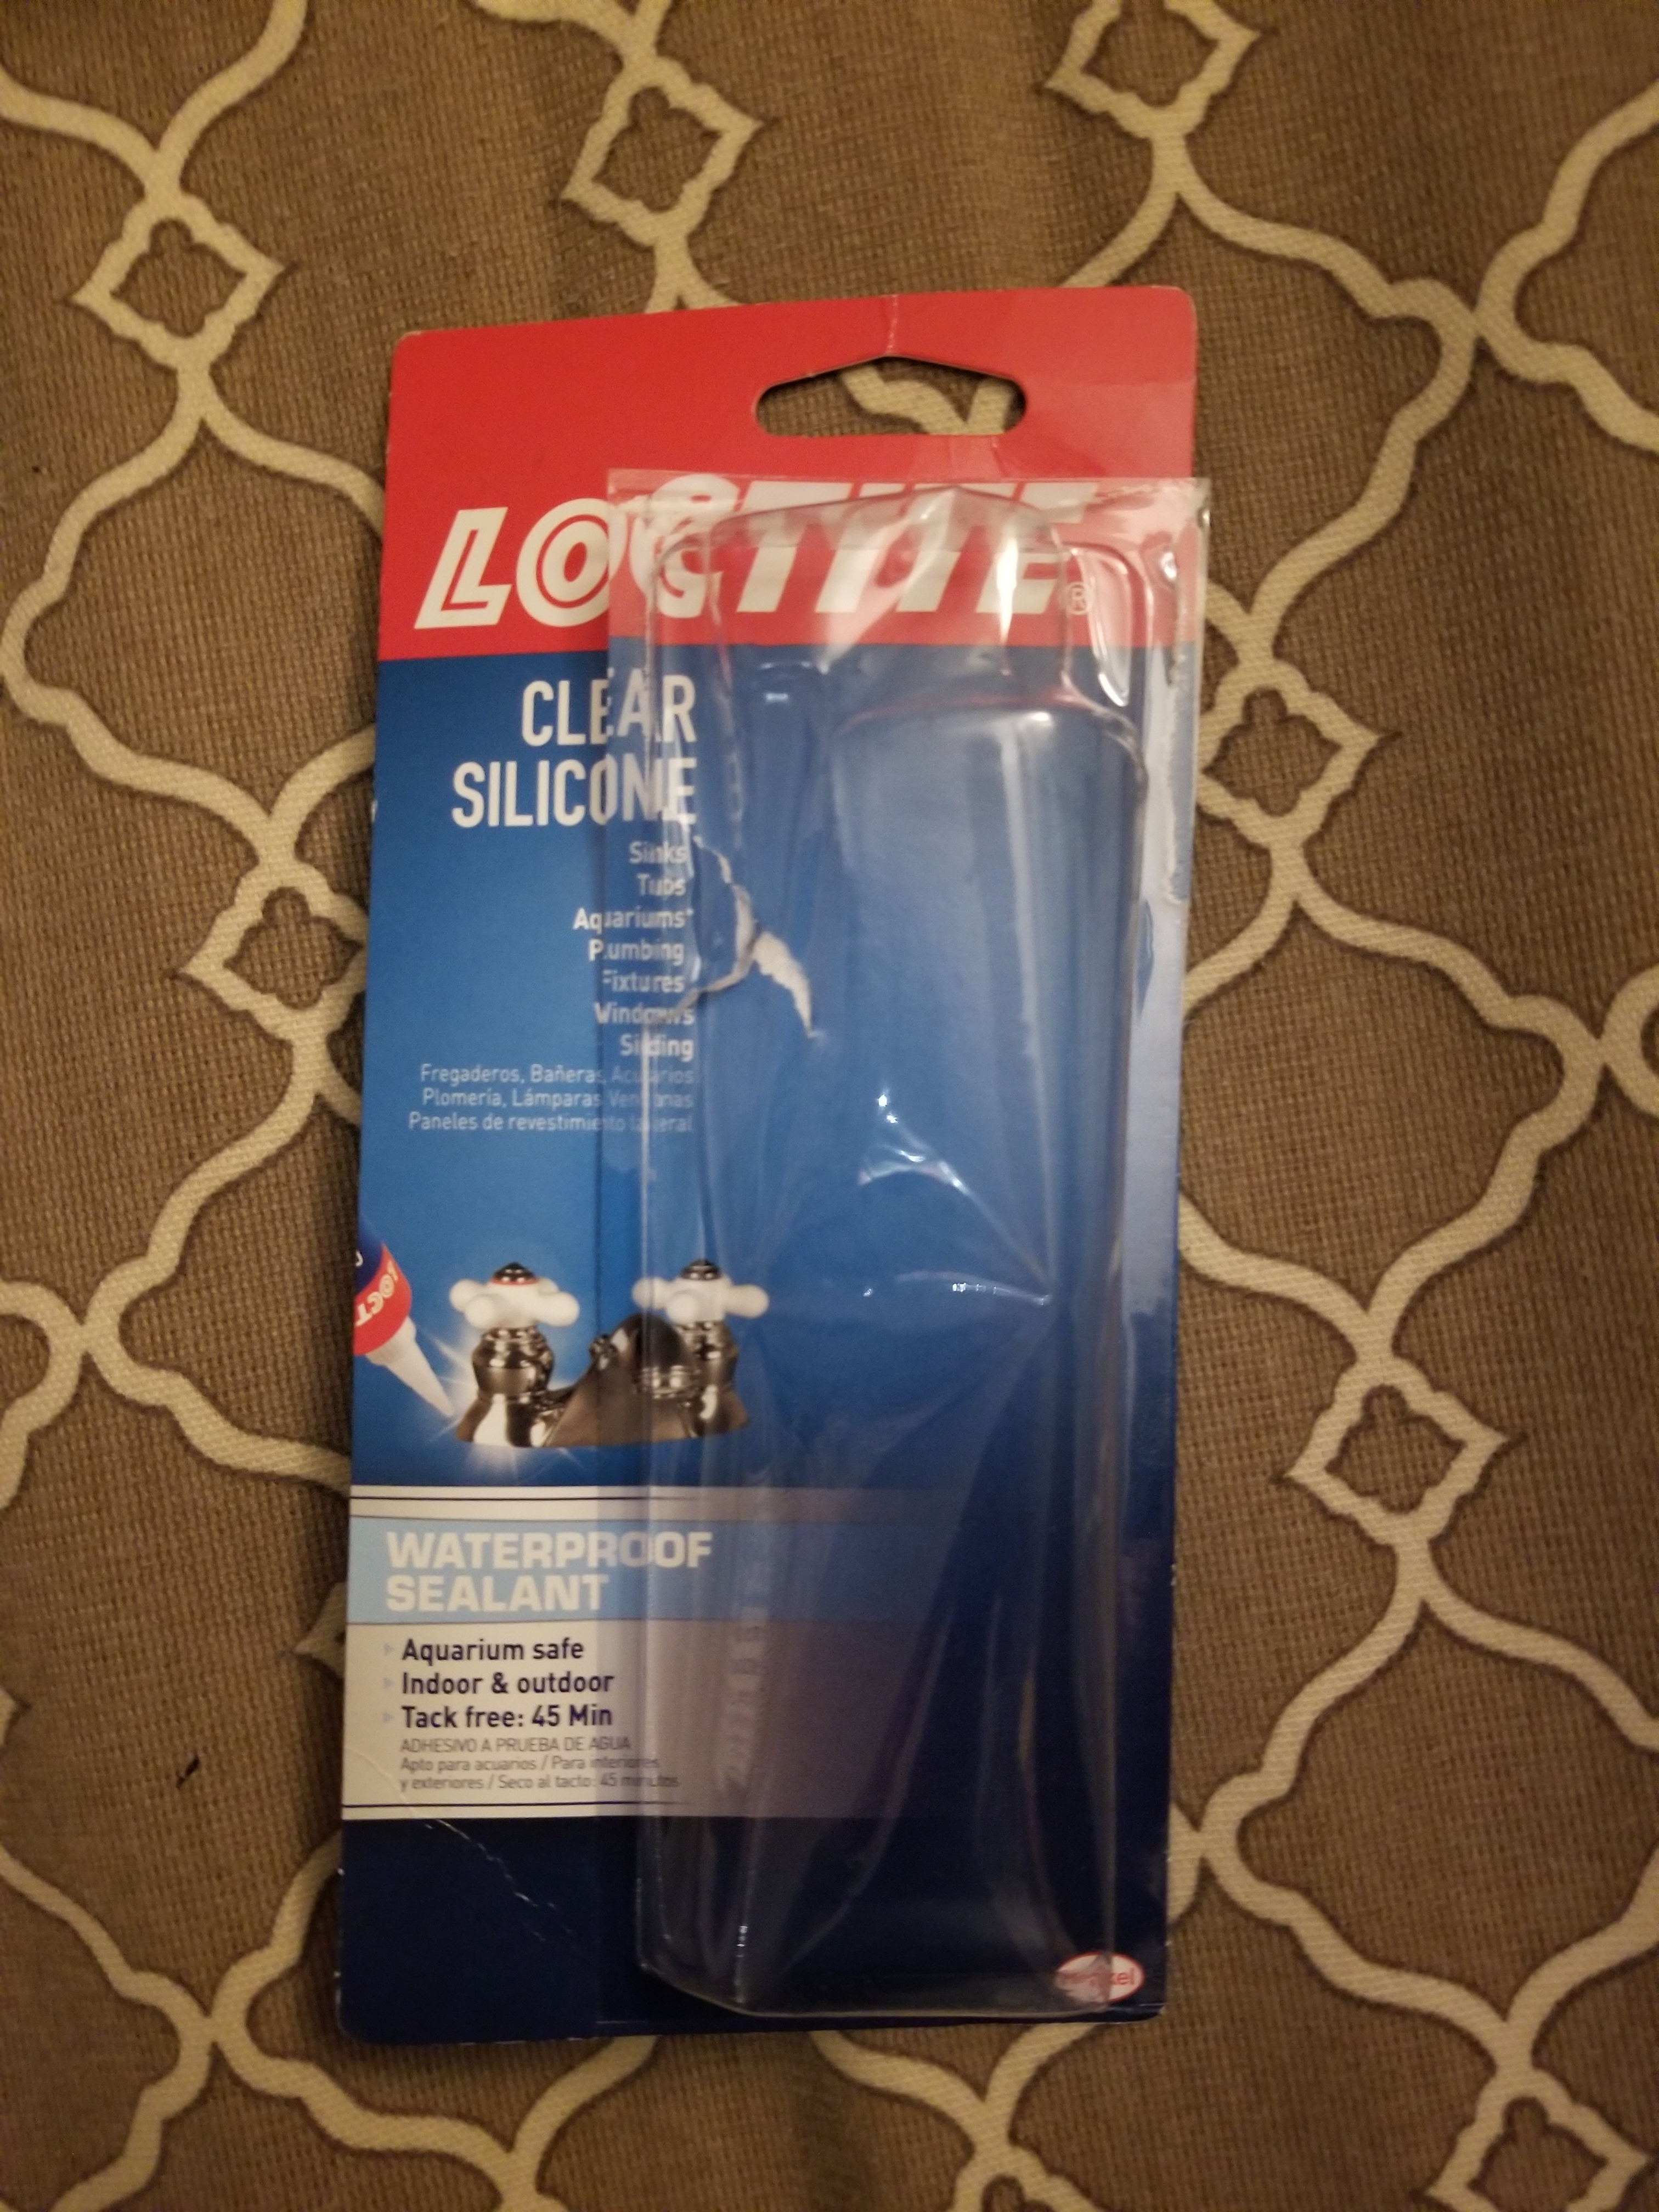 LOCTITE®
CLEAR
SILICONE
Sinks
Tubs
Aquariums*
Plumbing
Fixtures
Windows
Siding
Fregaderos, Bañeras, Acuarios
Plomería, Lámparas Ventanas
Paneles de revestimiento lateral
LOCT
WATERPROOF
SEALANT
Aquarium safe
Indoor & outdoor
Tack free: 45 Min
ADHESIVO A PRUEBA DE AGUA
Apto para acuarios / Para interiores
y exteriores / Seco al tacto: 45 minutos
Henkel